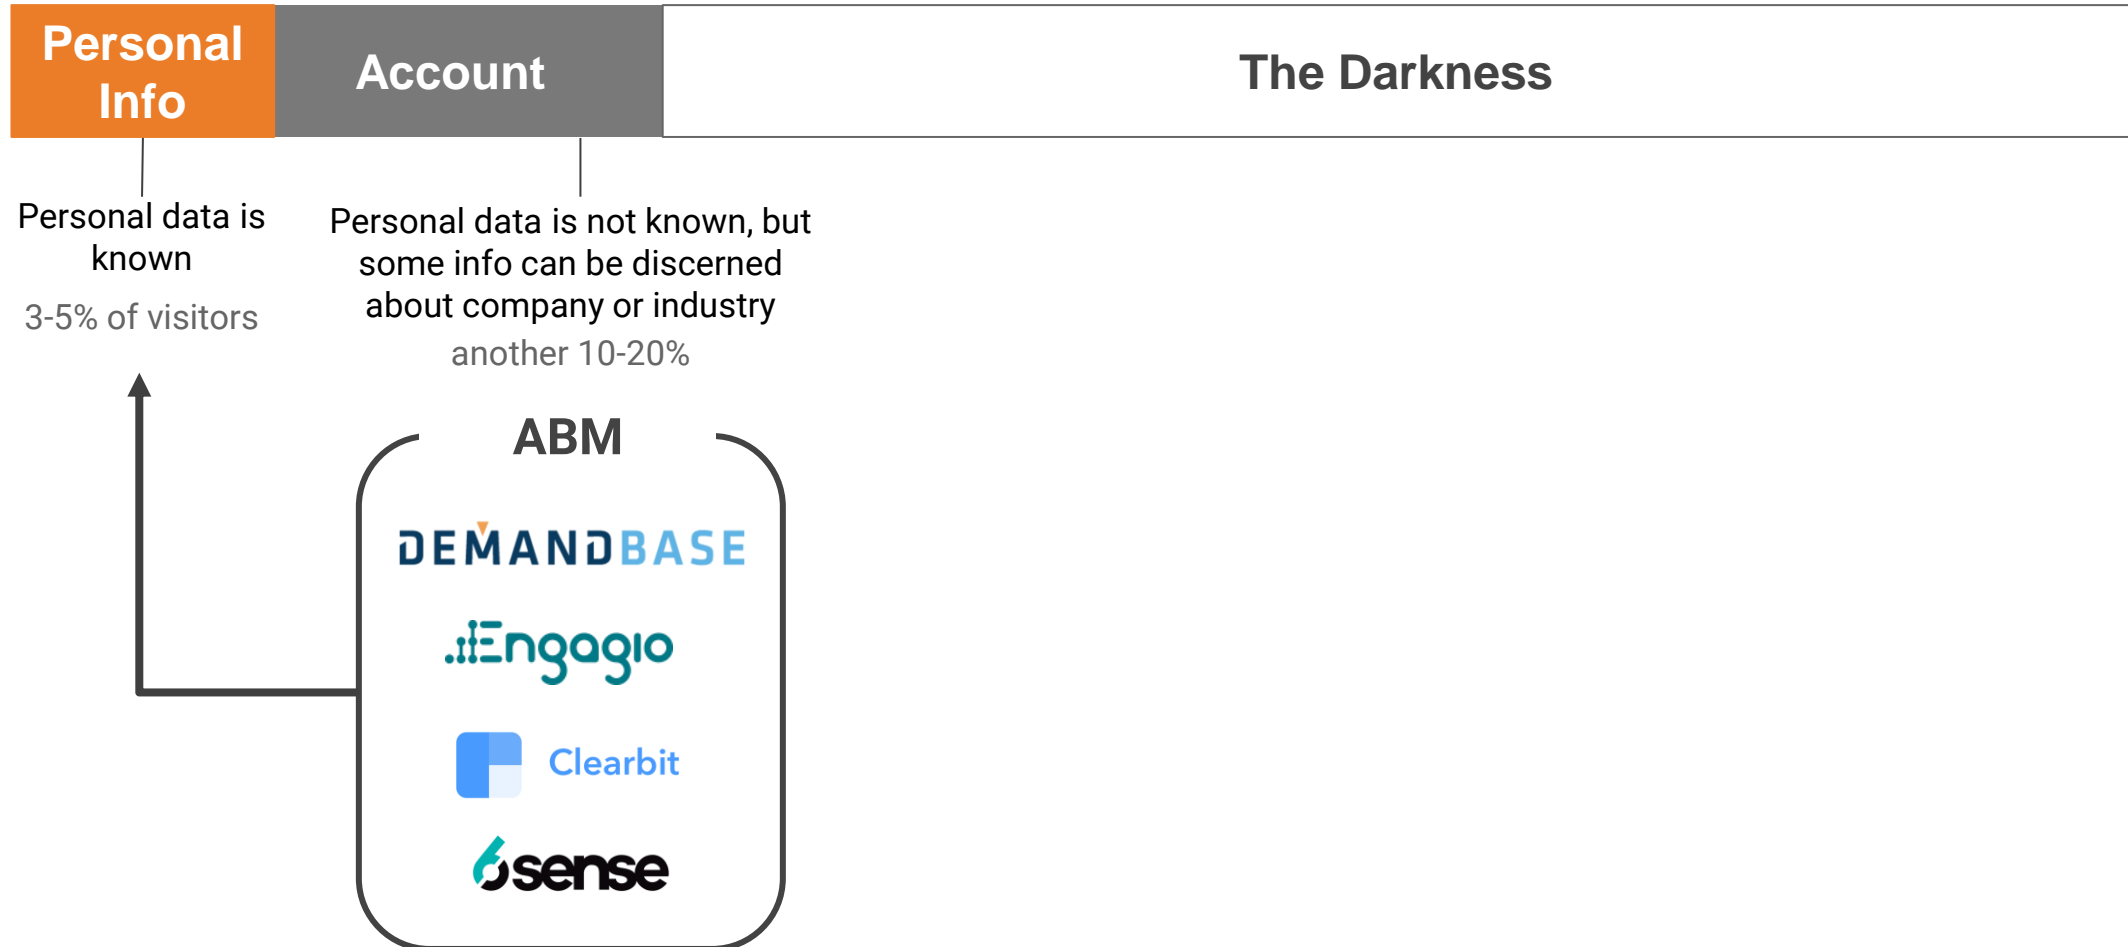 Personal
Info
Account
The Darkness
Personal data is
known
3-5% of visitors
Personal data is not known, but
some info can be discerned
about company or industry
another 10-20%
ABM
DEMANDBASE
Engagio
Clearbit
6sense